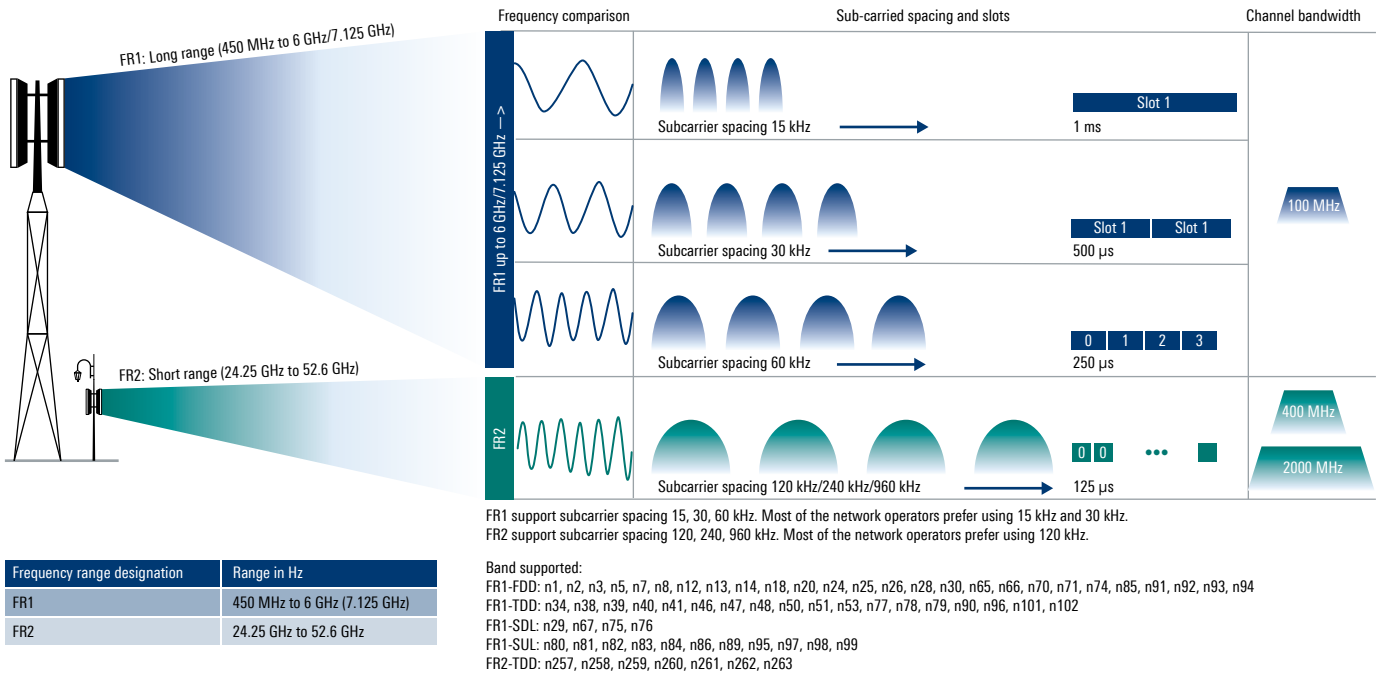 Frequency comparison
Sub-carried spacing and slots
Channel bandwidth
FR1: Long range (450 MHz to 6 GHz/7.125 GHz)
FR1 up to 6 GHz/7.125 GHz —>
Subcarrier spacing 15 kHz
Slot 1
1 ms
Subcarrier spacing 30 kHz
Slot 1 Slot 1
500 µs
100 MHz
Subcarrier spacing 60 kHz
0 1 2 3
250 µs
FR2: Short range (24.25 GHz to 52.6 GHz)
FR2
Subcarrier spacing 120 kHz/240 kHz/960 kHz
0 0 •••
125 µs
400 MHz
2000 MHz
FR1 support subcarrier spacing 15, 30, 60 kHz. Most of the network operators prefer using 15 kHz and 30 kHz.
FR2 support subcarrier spacing 120, 240, 960 kHz. Most of the network operators prefer using 120 kHz.
Frequency range designation Range in Hz
FR1 450 MHz to 6 GHz (7.125 GHz)
FR2 24.25 GHz to 52.6 GHz
Band supported:
FR1-FDD: n1, n2, n3, n5, n7, n8, n12, n13, n14, n18, n20, n24, n25, n26, n28, n30, n65, n66, n70, n71, n74, n85, n91, n92, n93, n94
FR1-TDD: n34, n38, n39, n40, n41, n46, n47, n48, n50, n51, n53, n77, n78, n79, n90, n96, n101, n102
FR1-SDL: n29, n67, n75, n76
FR1-SUL: n80, n81, n82, n83, n84, n86, n89, n95, n97, n98, n99
FR2-TDD: n257, n258, n259, n260, n261, n262, n263